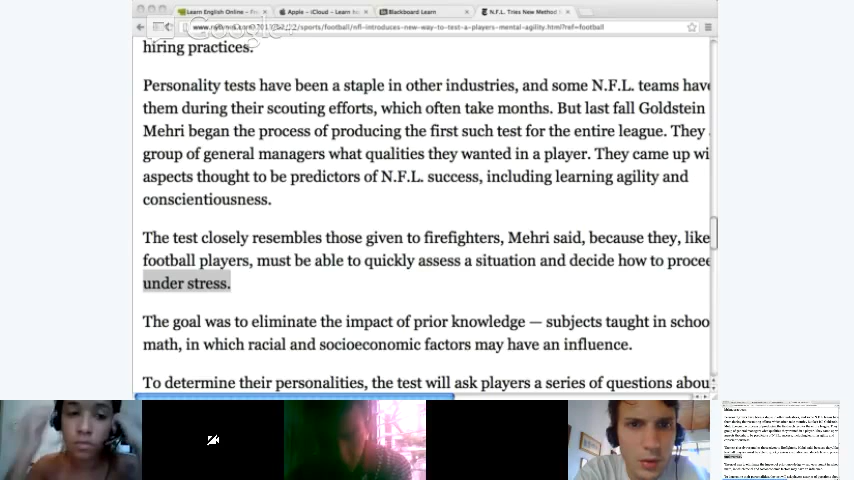 Learn English Online -
Apple - iCloud - Learn
Blackboard Learn
N.F.L. Tries New Method
Google+
hiring practices.
Personality tests have been a staple in other industries, and some N.F.L. teams have
them during their scouting efforts, which often take months. But last fall Goldstein
Mehri began the process of producing the first such test for the entire league. They
group of general managers what qualities they wanted in a player. They came up wi
aspects thought to be predictors of N.F.L. success, including learning agility and
conscientiousness.
The test closely resembles those given to firefighters, Mehri said, because they, like
football players, must be able to quickly assess a situation and decide how to procee
under stress.
The goal was to eliminate the impact of prior knowledge — subjects taught in schoo
math, in which racial and socioeconomic factors may have an influence.
To determine their personalities, the test will ask players a series of questions abou